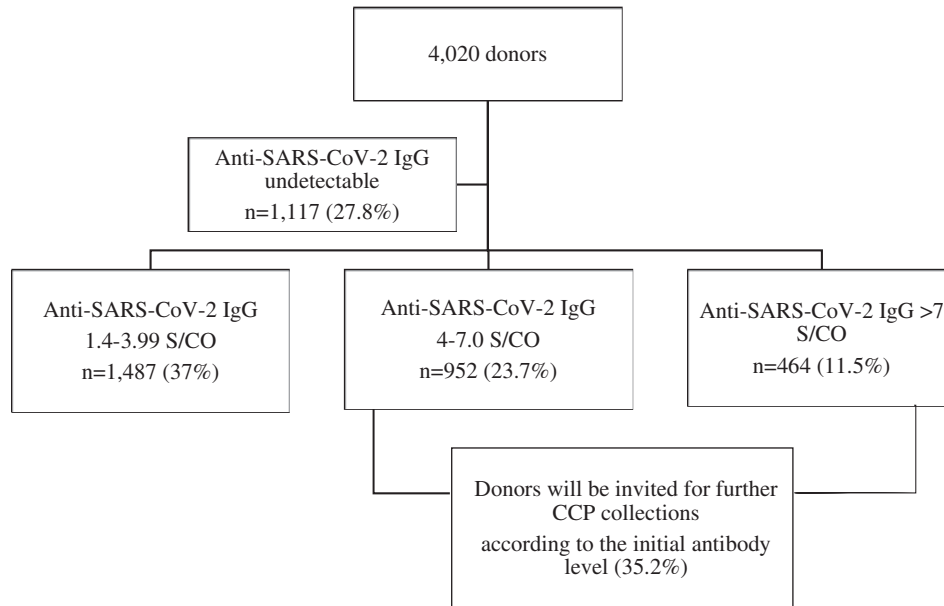 4,020 donors
Anti-SARS-CoV-2 IgG
undetectable
n=1,117 (27.8%)
Anti-SARS-CoV-2 IgG
1.4-3.99 S/CO
n=1,487 (37%)
Anti-SARS-CoV-2 IgG
4-7.0 S/CO
n=952 (23.7%)
Anti-SARS-CoV-2 IgG >7
S/CO
n=464 (11.5%)
Donors will be invited for further
CCP collections
according to the initial antibody
level (35.2%)